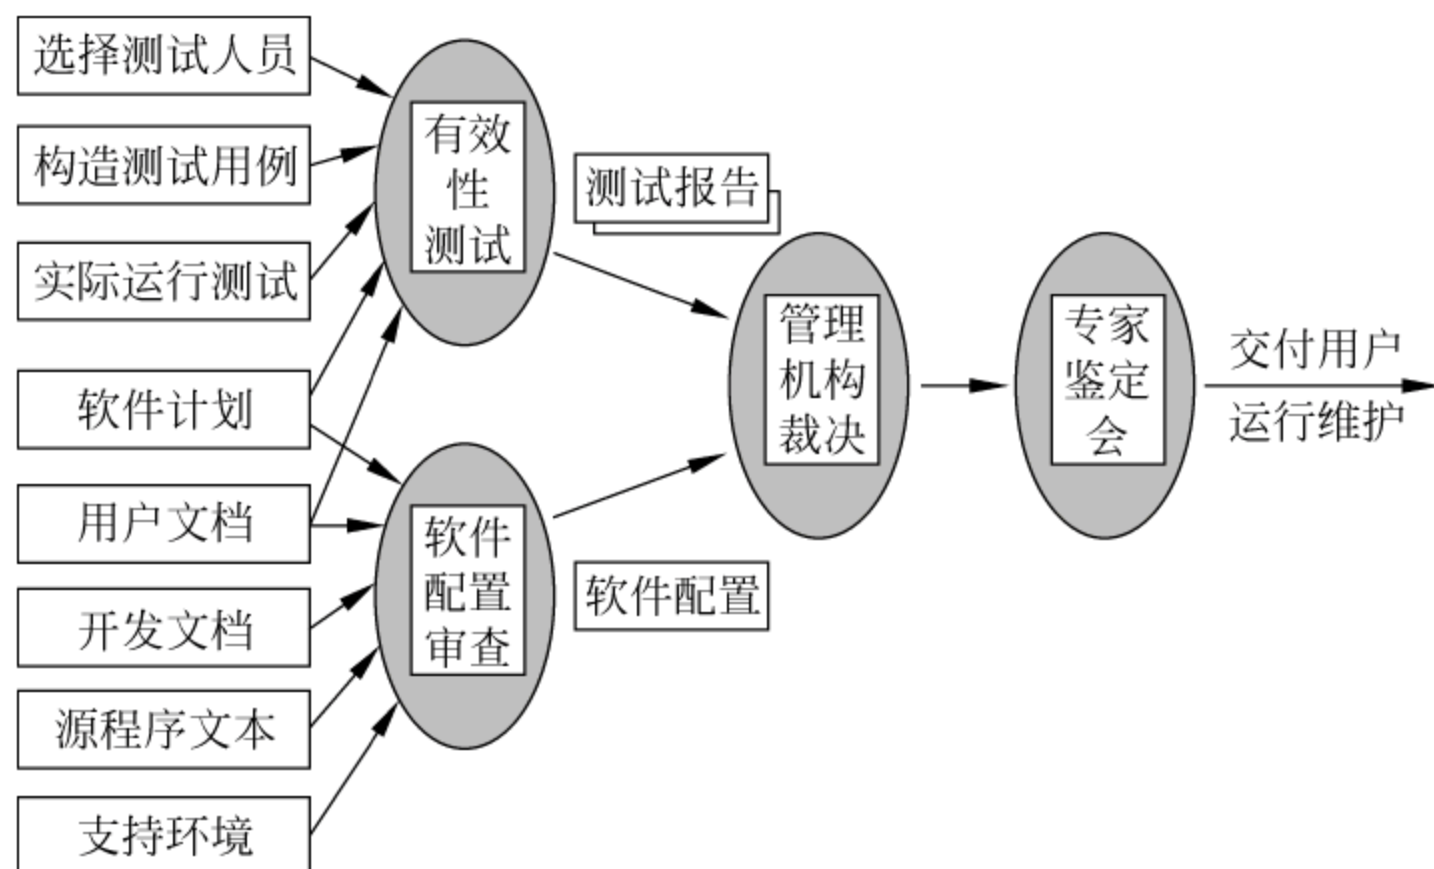 选择测试人员
构造测试用例
实际运行测试
软件计划
用户文档
开发文档
源程序文本
支持环境
有效
性
测试
软件
配置
审查
测试报告
软件配置
管理
机构
裁决
专家
鉴定
会
交付用户
运行维护